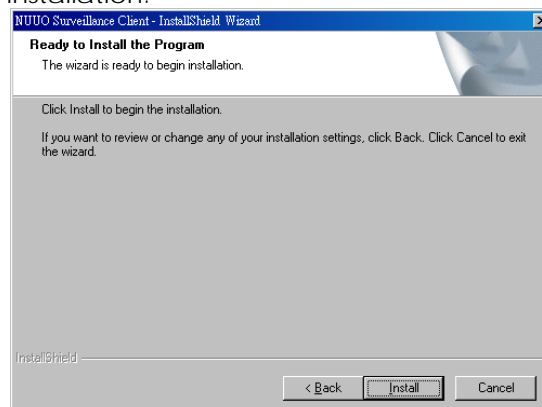 installation.
NUUO Surveillance Client - InstallShield Wizard
Ready to Install the Program
The wizard is ready to begin installation.
Click Install to begin the installation.
If you want to review or change any of your installation settings, click Back. Click Cancel to exit
the wizard.
InstallShield
< Back
Install
Cancel